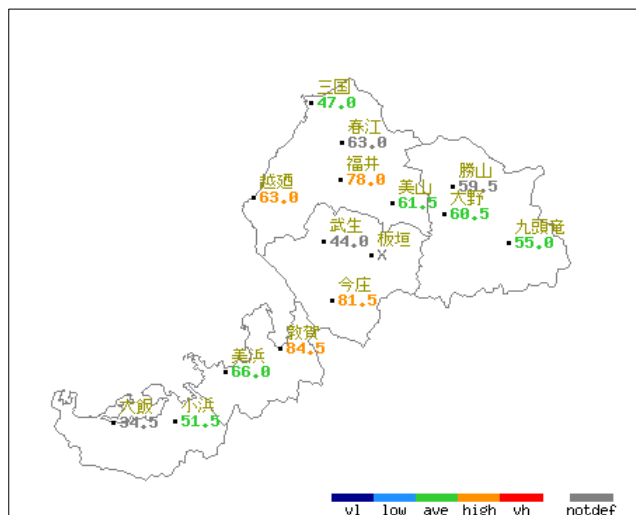 三国
47.0
春江
63.0
福井
78.0
越廼
63.0
美山
61.5
勝山
59.5
大野
60.5
九頭竜
55.0
武生
44.0
板垣
X
今庄
81.5
敦賀
84.5
美浜
66.0
大飯
34.5
小浜
51.5
vl low ave high vh notdef